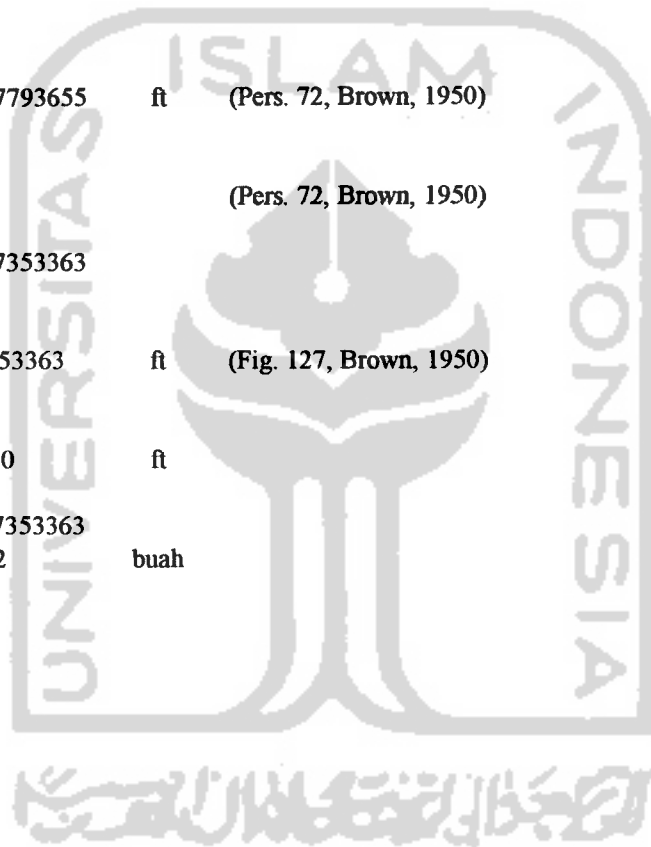 7793655 ft (Pers. 72, Brown, 1950)
(Pers. 72, Brown, 1950)
7353363
53363 ft (Fig. 127, Brown, 1950)
0 ft
7353363
2 buah
UNIVERSITAS ISLAM INDONESIA